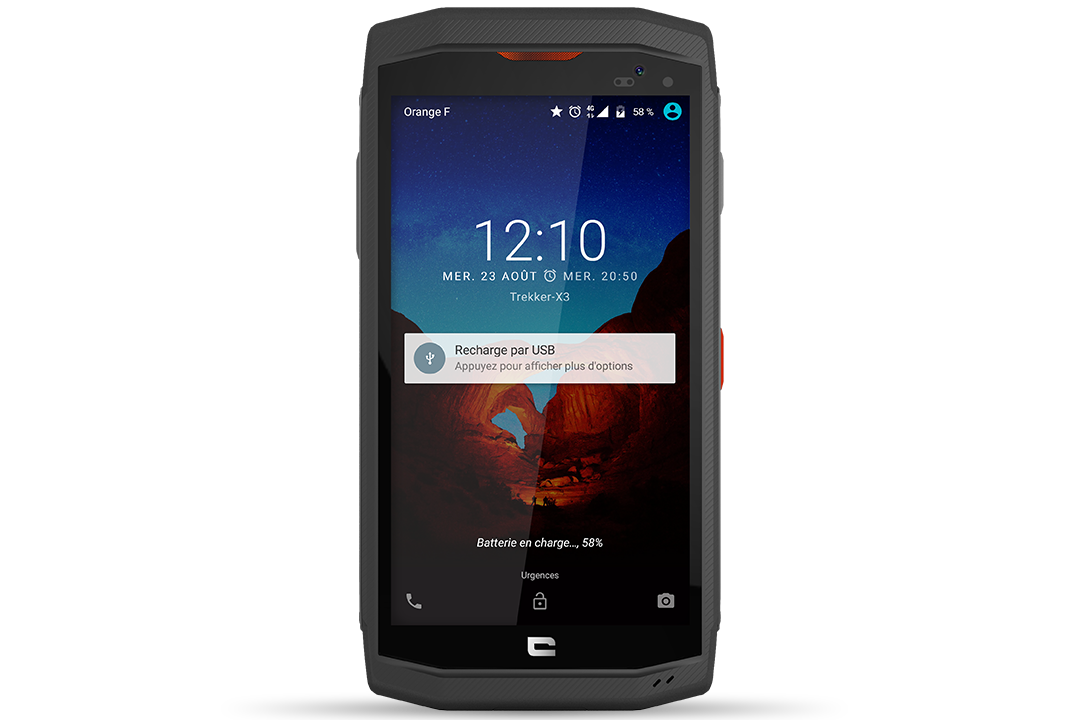 Orange F 4G 58 %
12:10
MER. 23 AOÛT MER. 20:50
Trekker-X3
Recharge par USB
Appuyez pour afficher plus d'options
Batterie en charge..., 58%
Urgences